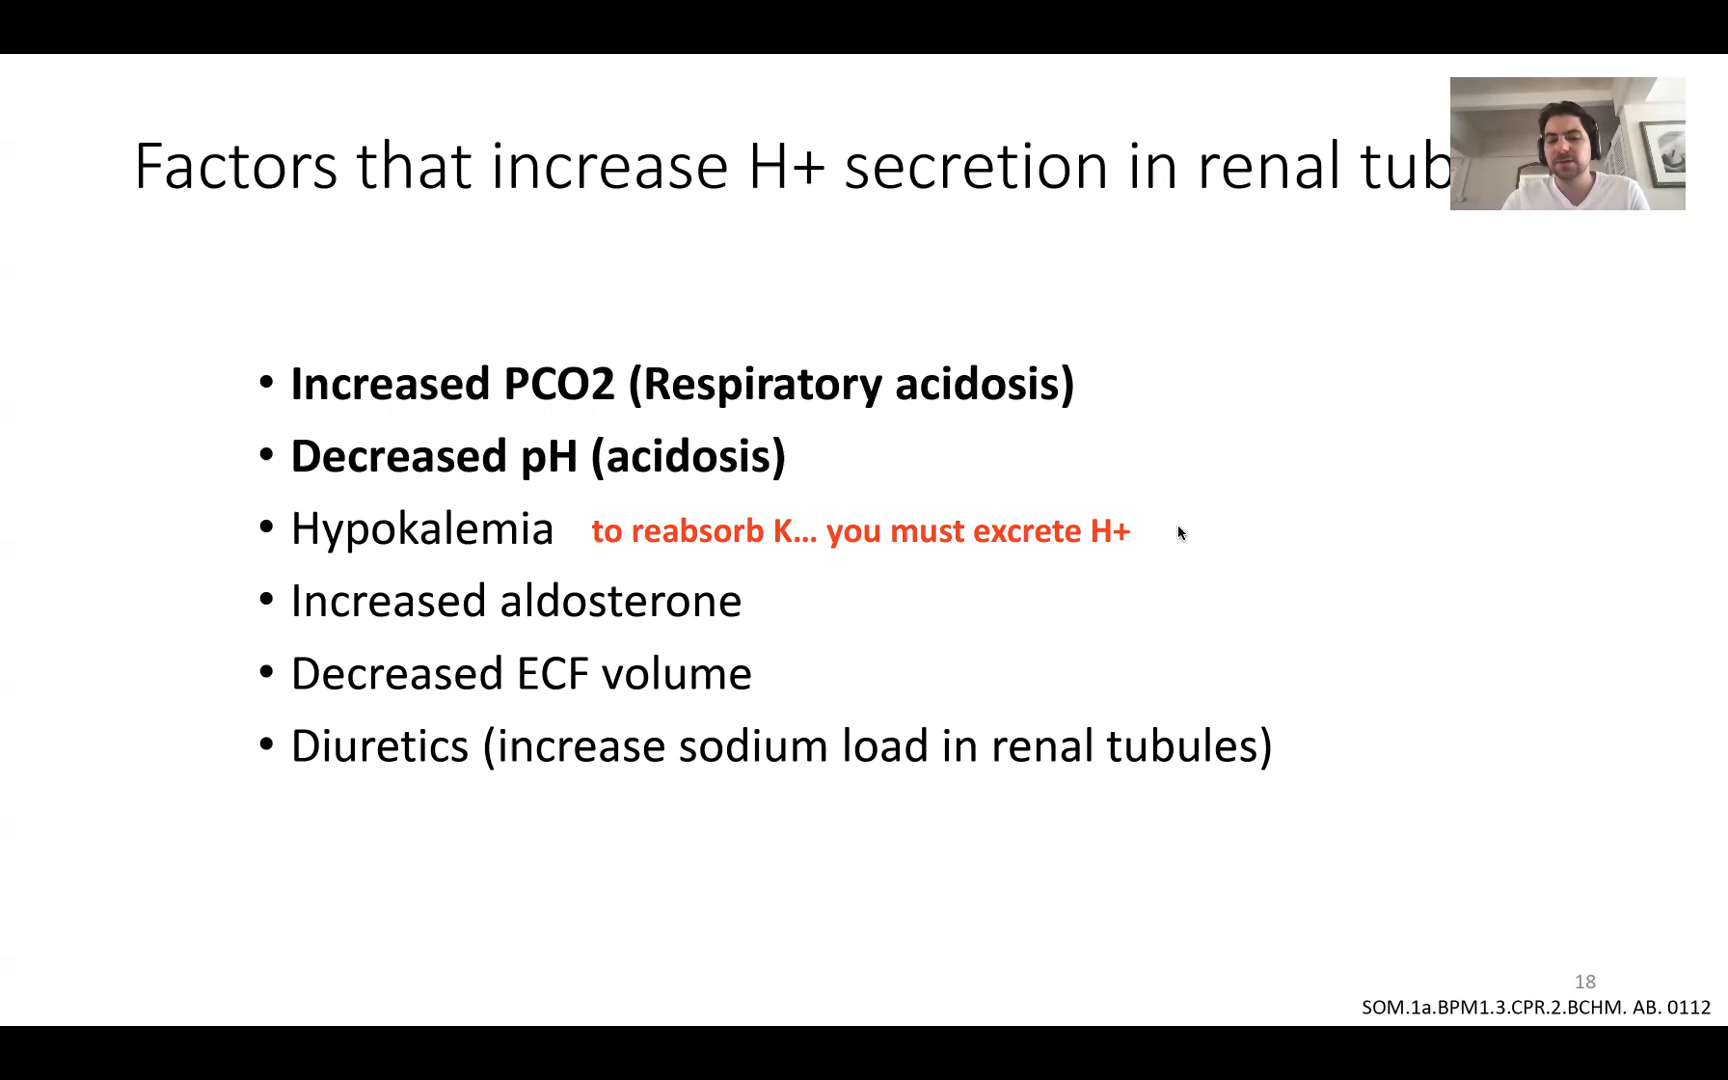 Factors that increase H+ secretion in renal tub
• Increased PCO2 (Respiratory acidosis)
• Decreased pH (acidosis)
• Hypokalemia to reabsorb K... you must excrete H+
• Increased aldosterone
• Decreased ECF volume
• Diuretics (increase sodium load in renal tubules)
18
SOM.1a.BPM1.3.CPR.2.BCHM. AB. 0112